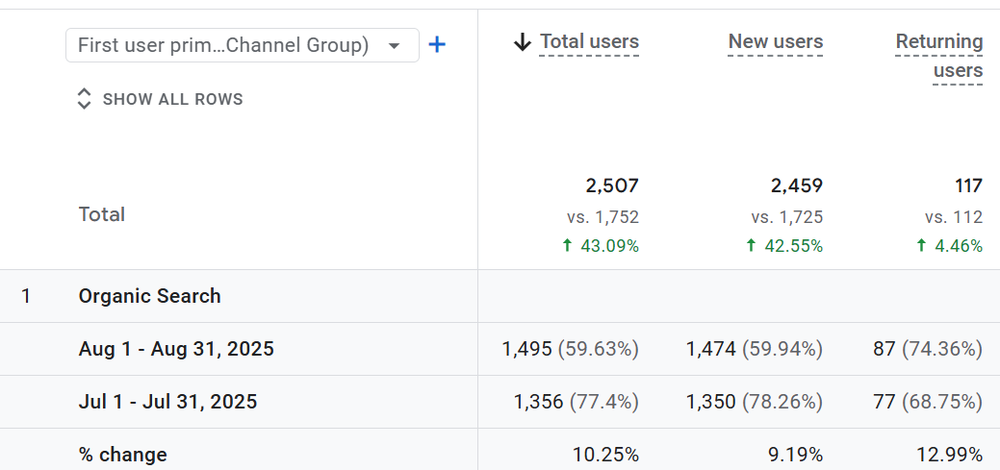 First user prim…Channel Group)
Total users
New users
Returning
users
SHOW ALL ROWS
Total
2,507
vs. 1,752
43.09%
2,459
vs. 1,725
42.55%
117
vs. 112
4.46%
1 Organic Search
Aug 1 - Aug 31, 2025 1,495 (59.63%) 1,474 (59.94%) 87 (74.36%)
Jul 1 - Jul 31, 2025 1,356 (77.4%) 1,350 (78.26%) 77 (68.75%)
% change 10.25% 9.19% 12.99%